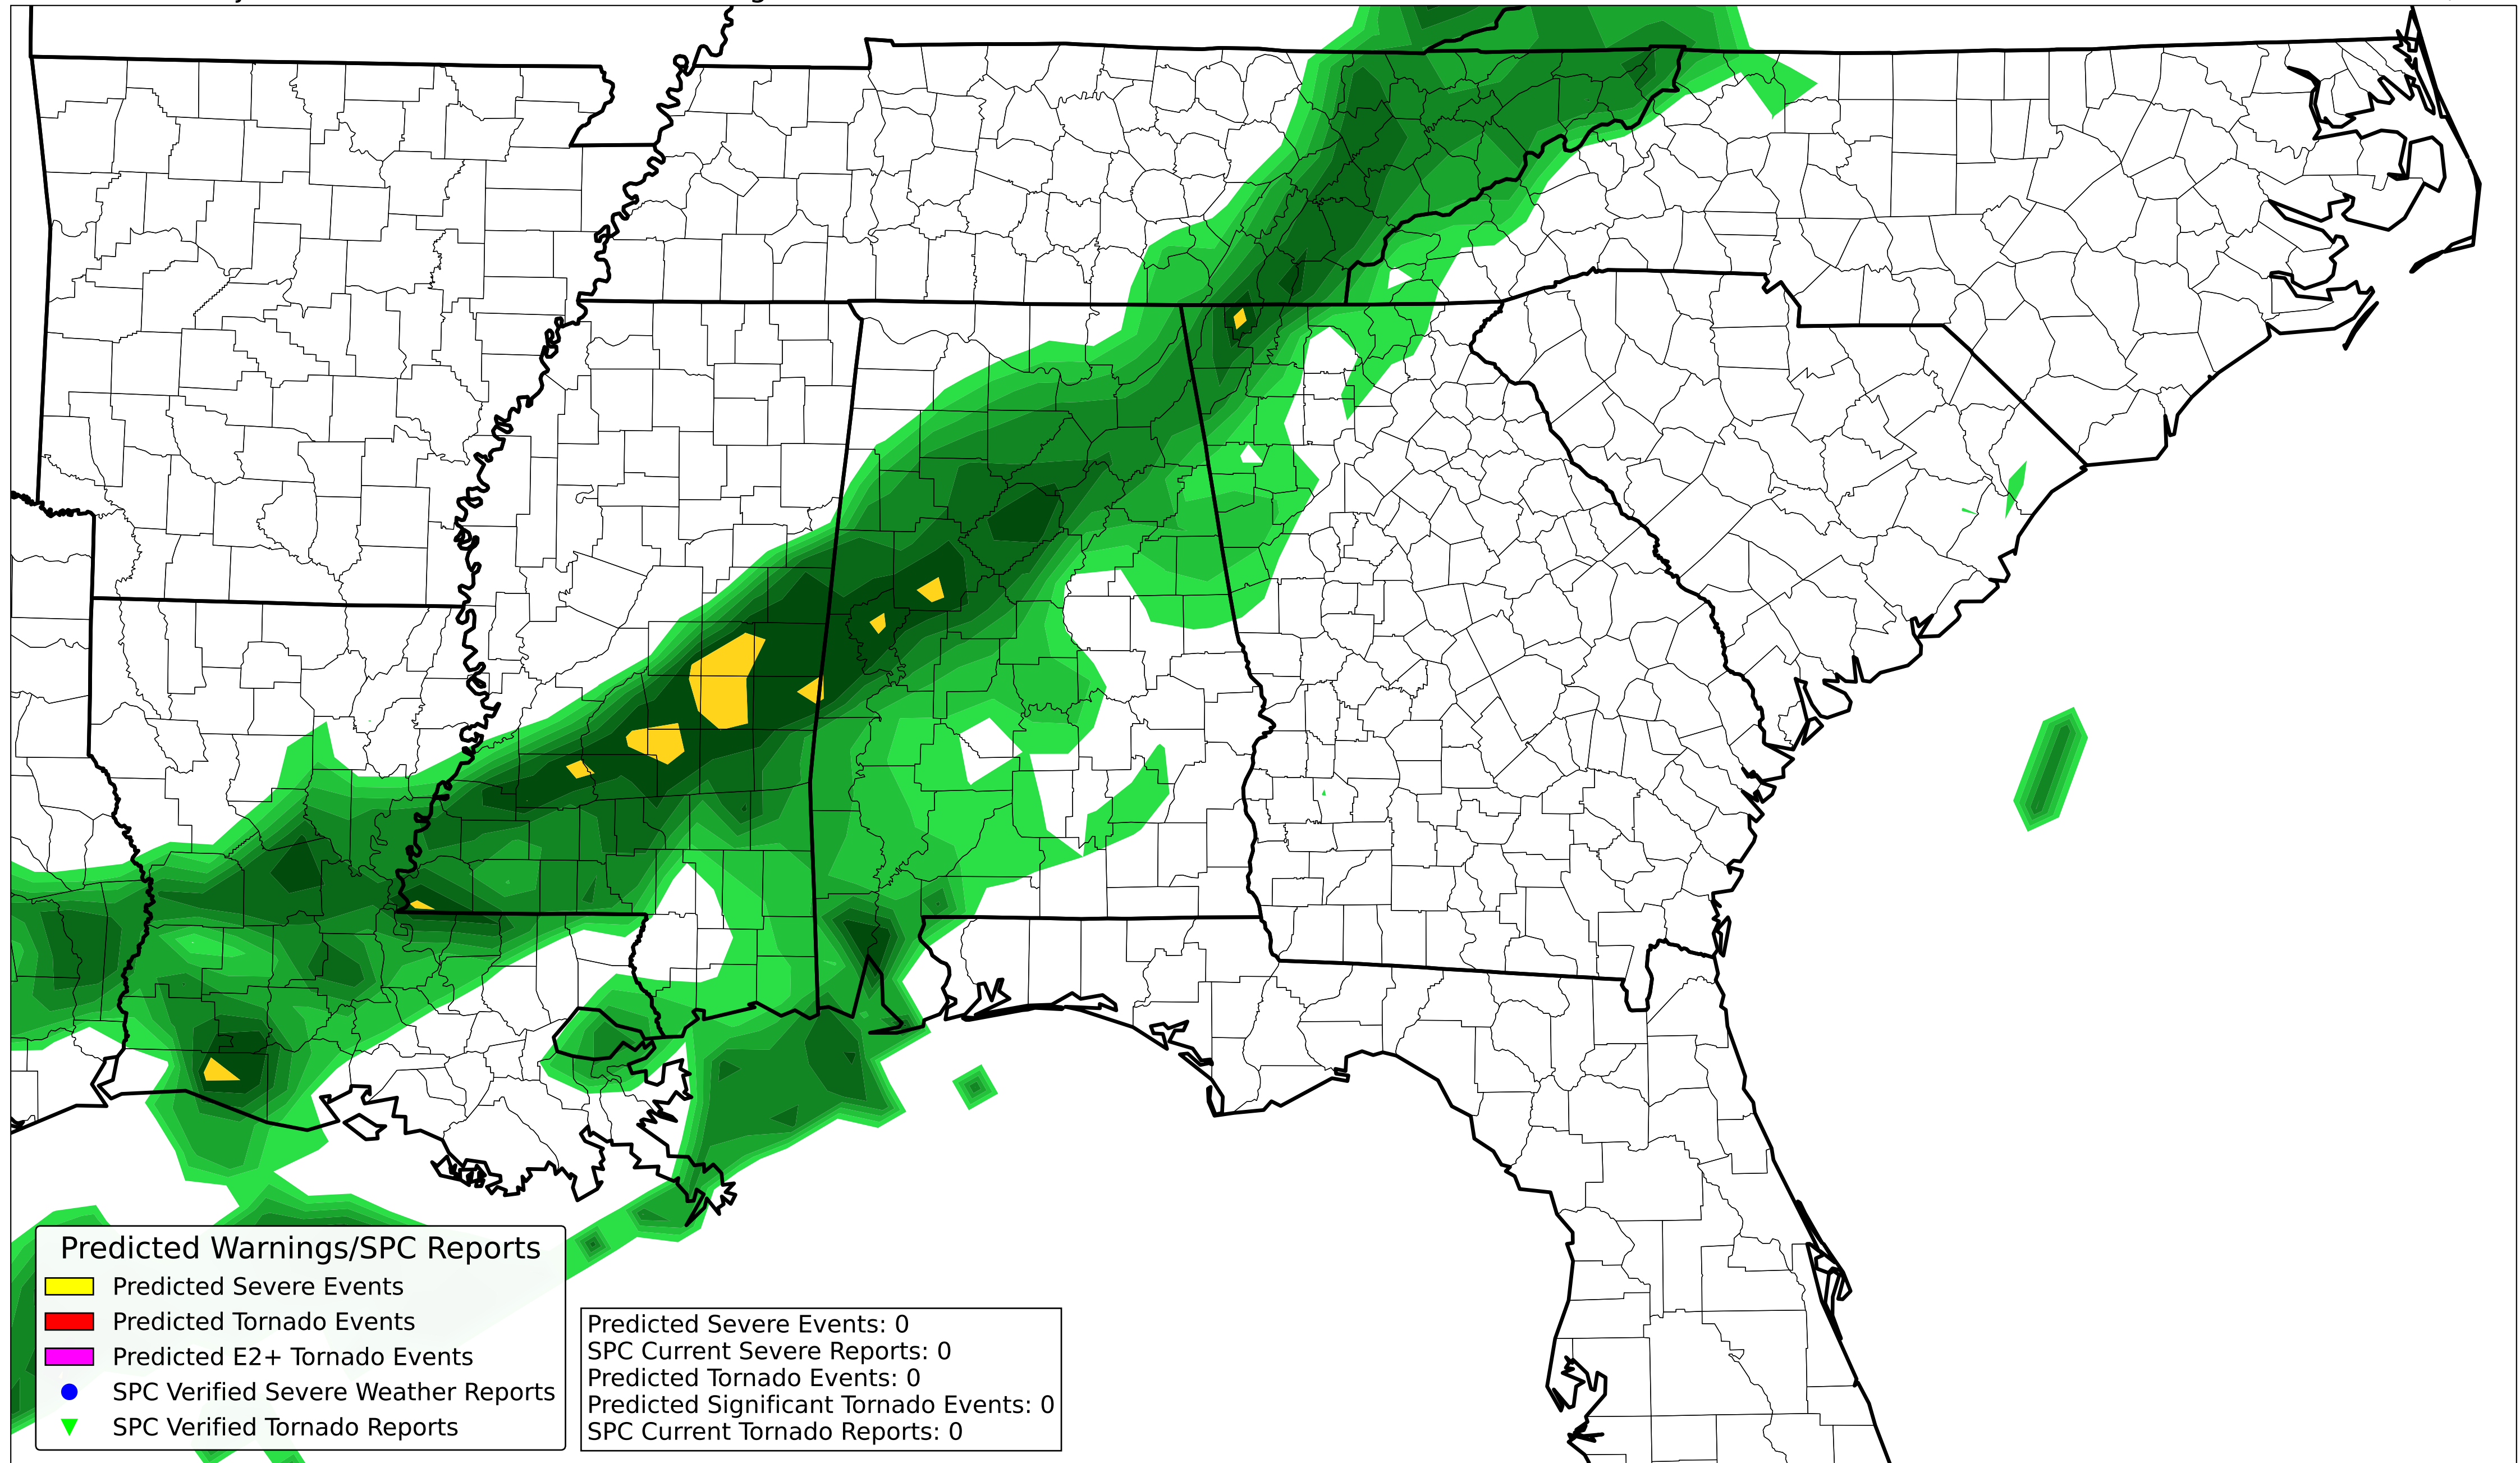 Predicted Warnings/SPC Reports
Predicted Severe Events
Predicted Tornado Events
Predicted E2+ Tornado Events
SPC Verified Severe Weather Reports
SPC Verified Tornado Reports
Predicted Severe Events: 0
SPC Current Severe Reports: 0
Predicted Tornado Events: 0
Predicted Significant Tornado Events: 0
SPC Current Tornado Reports: 0